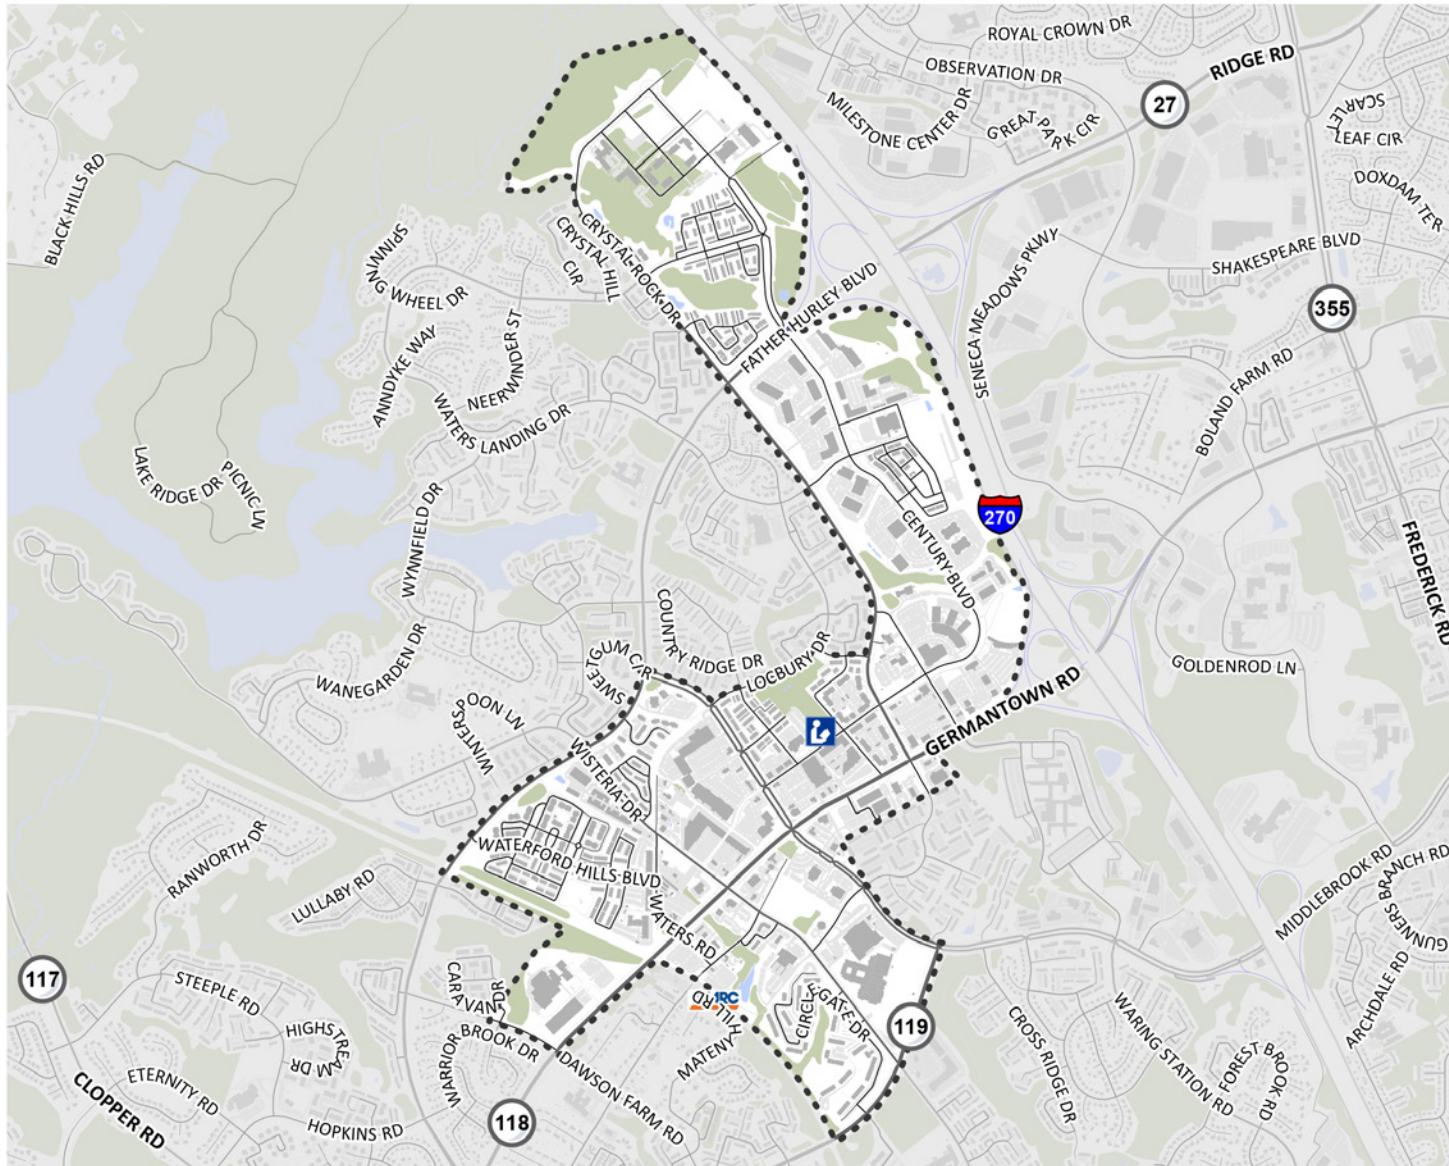 ROYAL CROWN DR
OBSERVATION DR
RIDGE RD
27
MILESTONE CENTER DR
GREAT PARK CIR
SCARLET
LEAF CIR
DOXDAM TER
BLACK HILLS RD
SPINNING WHEEL DR
CRYSTAL ROCK DR
CRYSTAL HILL
CIR
SENECA MEADOWS PKWY
SHAKESPEARE BLVD
355
FATHER HURLEY BLVD
NEERWINDER ST
ANNDYKE WAY
WATERS LANDING DR
BOLAND FARM RD
LAKE RIDGE DR
PICNIC LN
WYNNFIELD DR
270
CENTURY BLVD
FREDERICK RD
COUNTRY RIDGE DR
LOCBURY DR
SWEETGUM CIR
WANEGARDEN DR
GOLDENROD LN
GERMANTOWN RD
WINTERSPOON LN
WISTERIA DR
WATERFORD HILLS BLVD
RANWORTH DR
LULLABY RD
WATERS RD
MIDDLEBROOK RD
GUNNERS BRANCH RD
117
CARAVAN DR
STEEPLE RD
HIGHSTREAM DR
WARRIOR BROOK DR
DAWSON FARM RD
MATENY HILL RD
CIRCLE GATE DR
119
CROSS RIDGE DR
WARING STATION RD
ARCHDALE RD
FOREST BROOK RD
ETERNITY RD
CLOPPER RD
HOPKINS RD
118